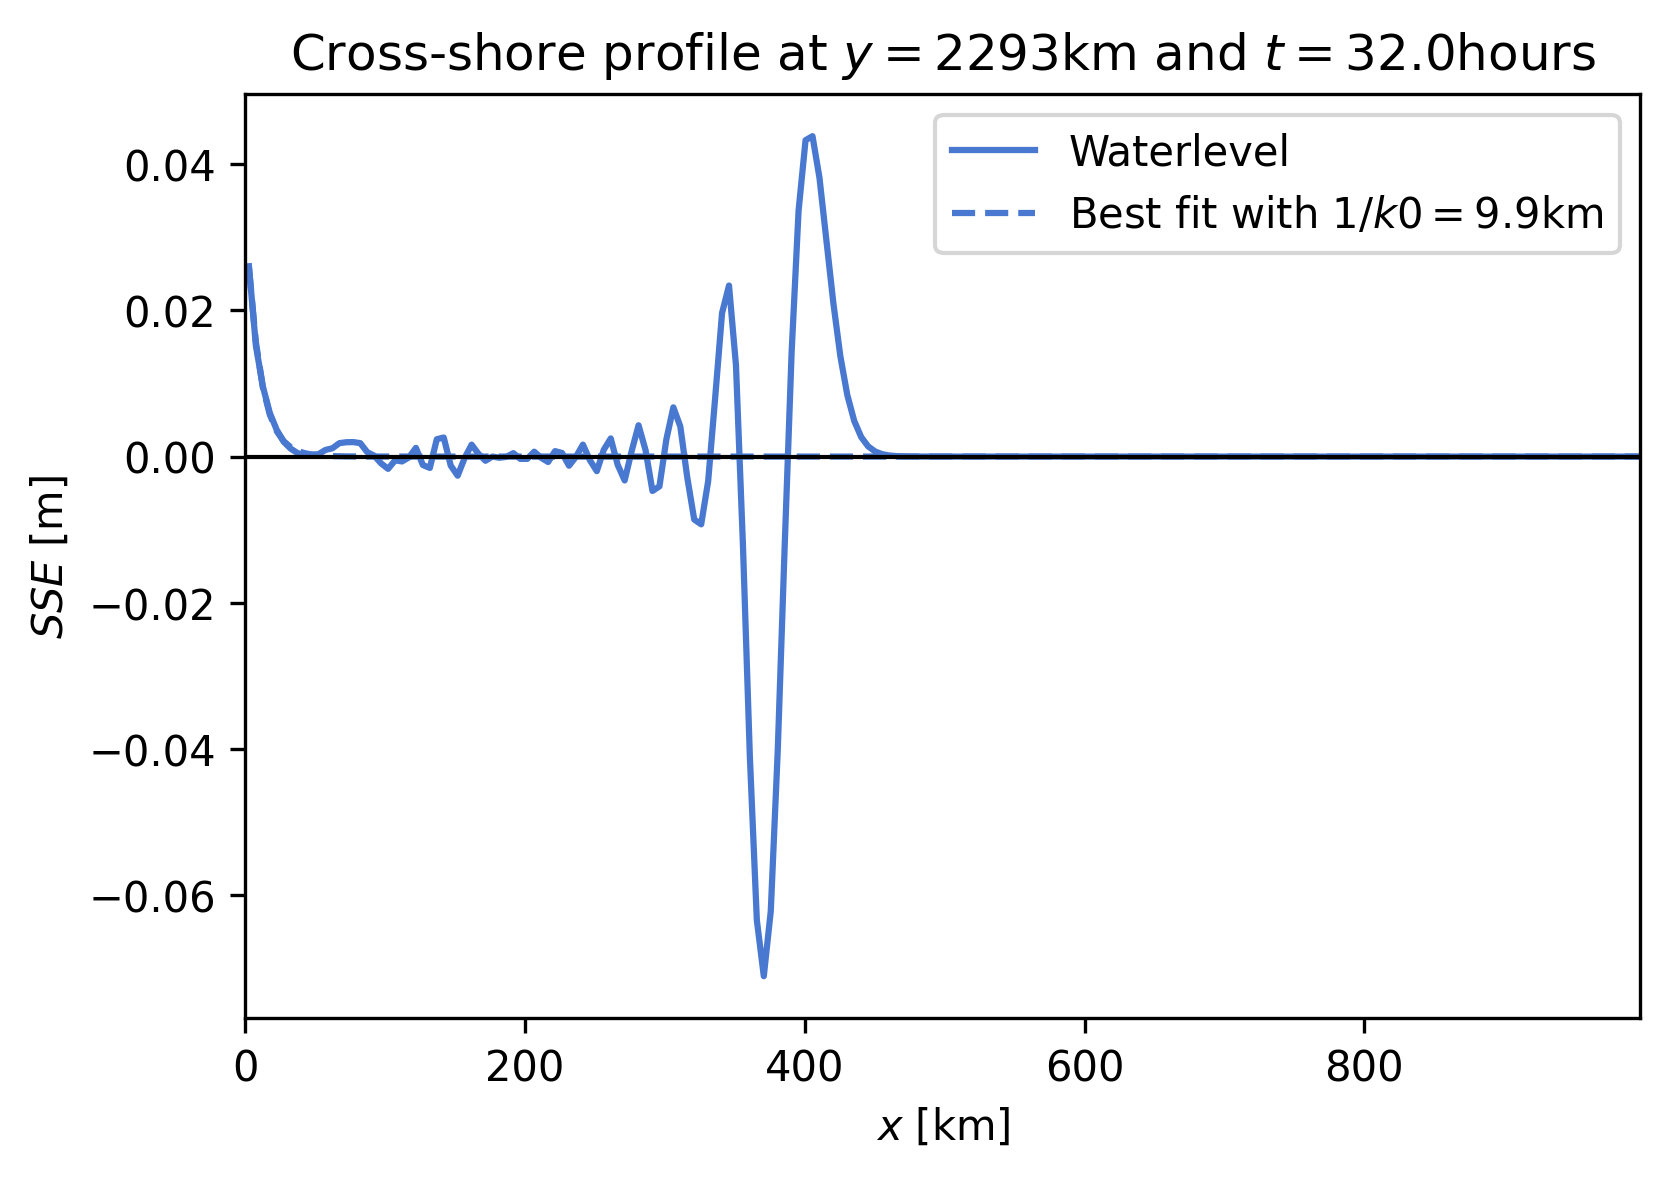 Cross-shore profile at y = 2293km and t = 32.0hours
Waterlevel
Best fit with 1/k0 = 9.9km
0.04
0.02
0.00
−0.02
−0.04
−0.06
SSE [m]
0 200 400 600 800
x [km]